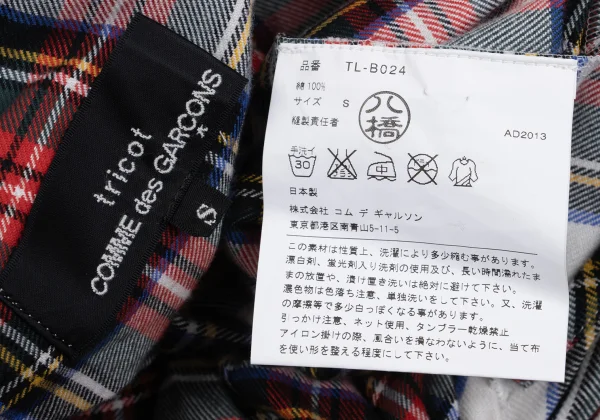 tricot
COMME des GARÇONS
S
品番 TL-B024
綿 100%
サイズ S
縫製責任者
八橋
AD2013
手洗イ
30
中
日本製
株式会社 コム デ ギャルソン
東京都港区南青山5-11-5
この素材は性質上、洗濯により多少縮む事があります。
漂白剤、蛍光剤入り洗剤の使用及び、長い時間濡れたま
まの放置や、漬け置き洗いは絶対に避けて下さい。
濃色物は色落ち注意、単独洗いをして下さい。又、洗濯
の摩擦等で多少白っぽくなる事があります。
引っかけ注意、ネット使用、タンブラー乾燥禁止
アイロン掛けの際、風合いを損なわないように、当て布
を使い形を整える程度にして下さい。